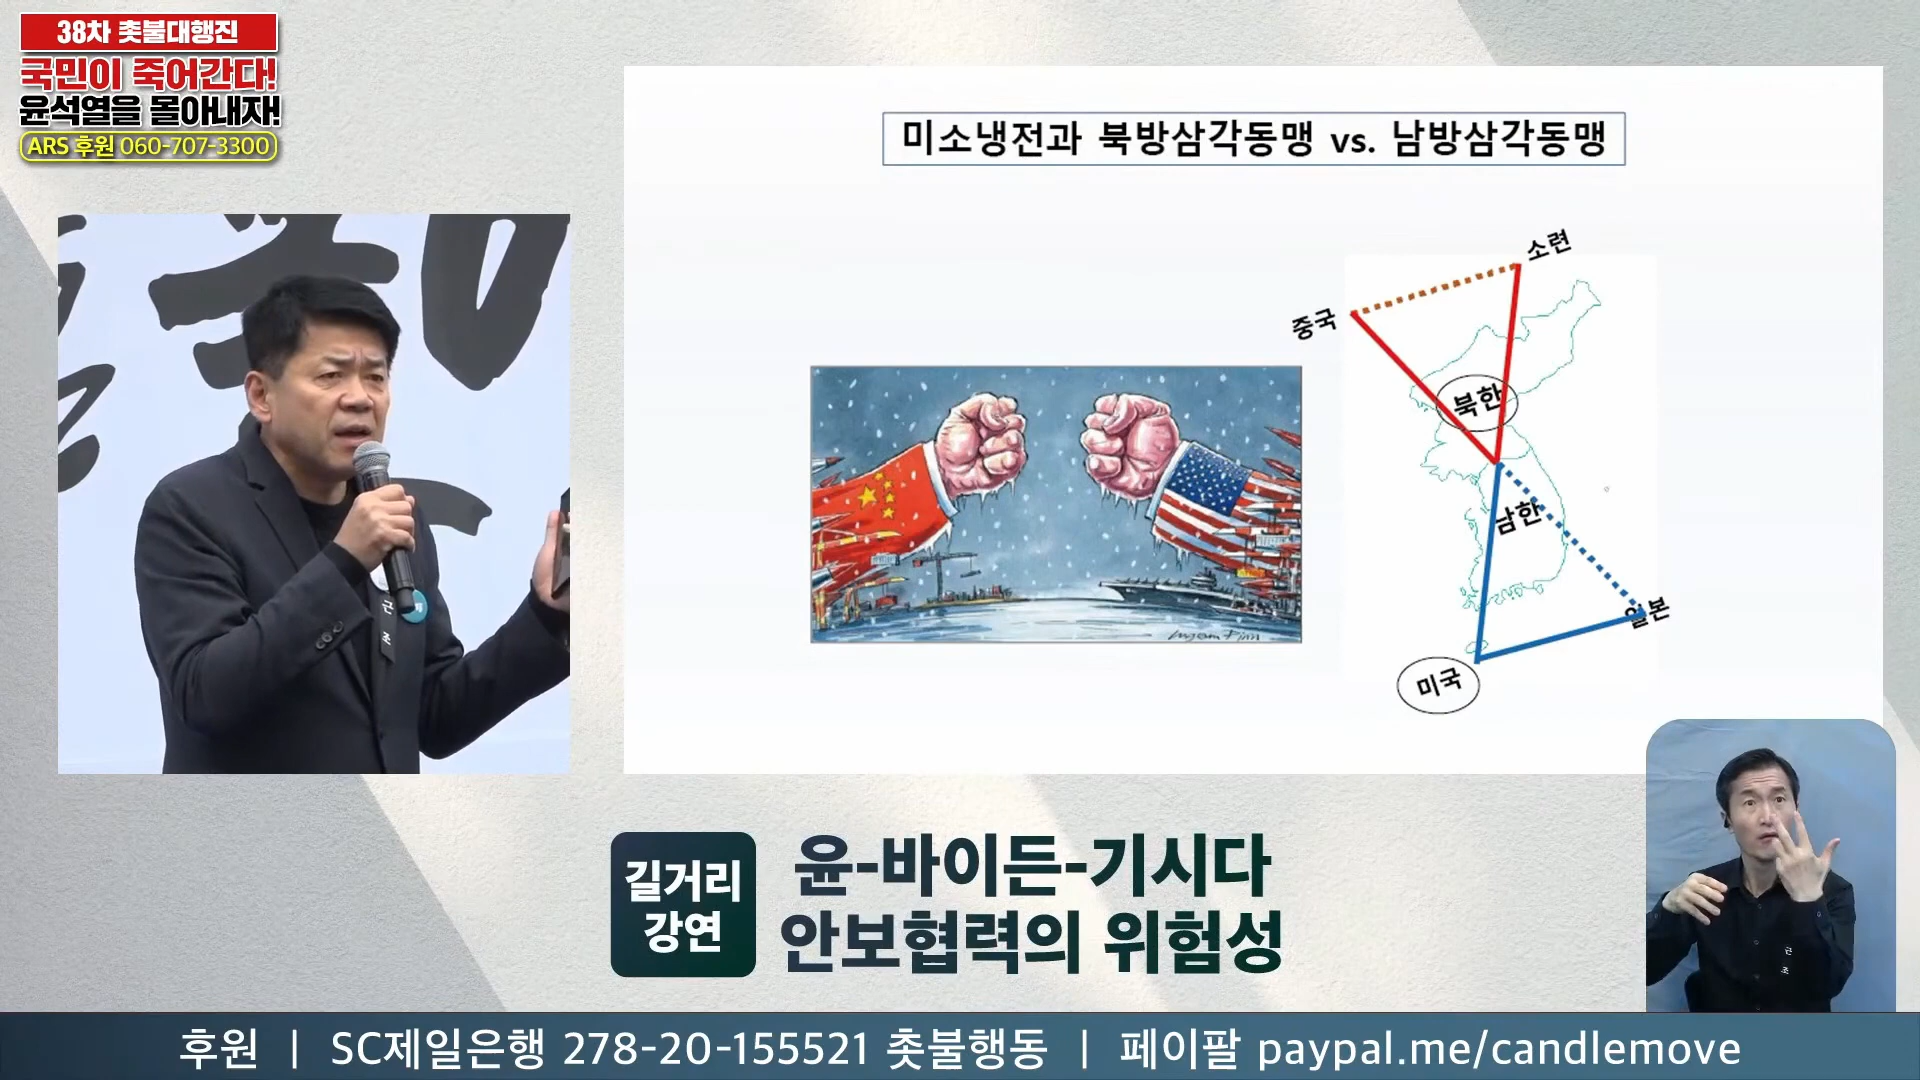 38차 촛불대행진
국민이 죽어간다!
윤석열을 몰아내자!
ARS 후원 060-707-3300
미소냉전과 북방삼각동맹 vs. 남방삼각동맹
소련
중국
북한
남한
일본
미국
근
조
길거리
강연
윤-바이든-기시다
안보협력의 위험성
근
조
후원 | SC제일은행 278-20-155521 촛불행동 | 페이팔 paypal.me/candlemove